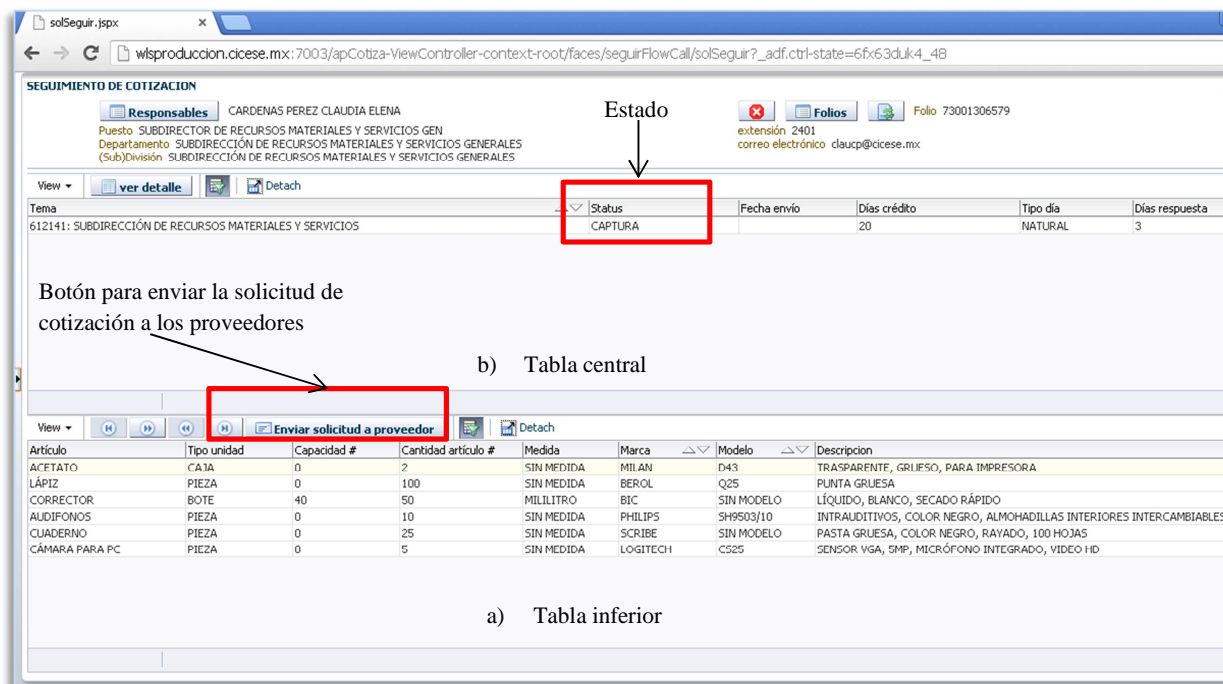 solSeguir.jspx ×
wlsproduccion.cicese.mx:7003/apCotiza-ViewController-context-root/faces/seguirFlowCall/solSeguir?_adf.ctrl-state=6fx63duk4_48
SEGUIMIENTO DE COTIZACION
Responsables CARDENAS PEREZ CLAUDIA ELENA
Estado
Folios Folio 73001306579
Puesto SUBDIRECTOR DE RECURSOS MATERIALES Y SERVICIOS GEN
extensión 2401
Departamento SUBDIRECCIÓN DE RECURSOS MATERIALES Y SERVICIOS GENERALES
correo electrónico claucp@cicese.mx
(Sub)División SUBDIRECCIÓN DE RECURSOS MATERIALES Y SERVICIOS GENERALES
View ver detalle Detach
Tema Status Fecha envío Días crédito Tipo día Días respuesta
612141: SUBDIRECCIÓN DE RECURSOS MATERIALES Y SERVICIOS CAPTURA 20 NATURAL 3
Botón para enviar la solicitud de
cotización a los proveedores
b) Tabla central
View Enviar solicitud a proveedor Detach
Artículo Tipo unidad Capacidad # Cantidad artículo # Medida Marca Modelo Descripcion
ACETATO CAJA 0 2 SIN MEDIDA MILAN D43 TRASPARENTE, GRUESO, PARA IMPRESORA
LÁPIZ PIEZA 0 100 SIN MEDIDA BEROL Q25 PUNTA GRUESA
CORRECTOR BOTE 40 50 MILILITRO BIC SIN MODELO LÍQUIDO, BLANCO, SECADO RÁPIDO
AUDIFONOS PIEZA 0 10 SIN MEDIDA PHILIPS SH9503/10 INTRAUDITIVOS, COLOR NEGRO, ALMOHADILLAS INTERIORES INTERCAMBIABLES
CUADERNO PIEZA 0 25 SIN MEDIDA SCRIBE SIN MODELO PASTA GRUESA, COLOR NEGRO, RAYADO, 100 HOJAS
CÁMARA PARA PC PIEZA 0 5 SIN MEDIDA LOGITECH C525 SENSOR VGA, 5MP, MICRÓFONO INTEGRADO, VIDEO HD
a) Tabla inferior